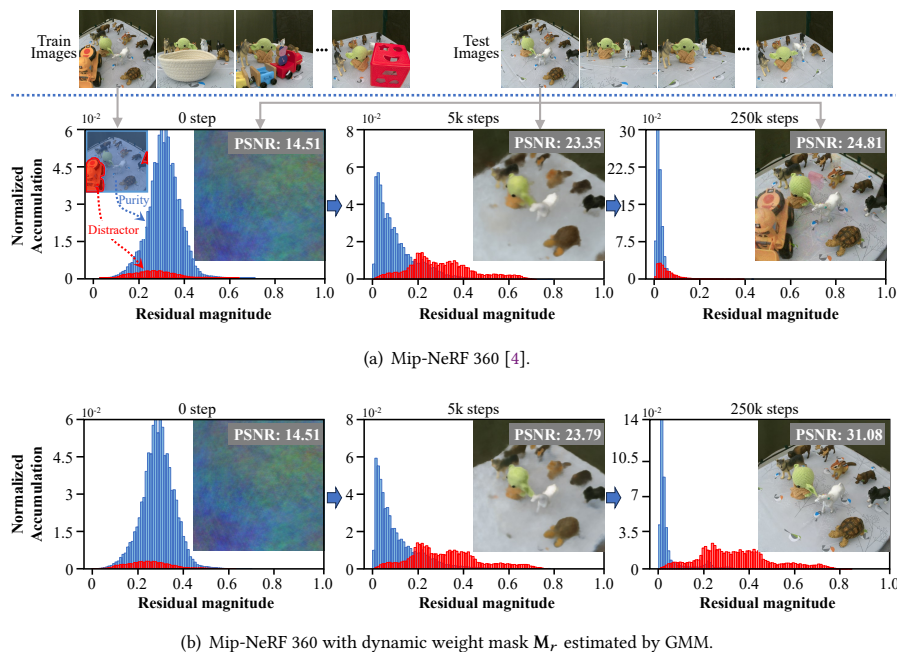 Train
Images
...
Test
Images
...
0 step
5k steps
250k steps
6 10⁻²
4.5
3
1.5
0
Normalized
Accumulation
PSNR: 14.51
Purity
Distractor
0 0.2 0.4 0.6 0.8 1.0
Residual magnitude
8 10⁻²
6
4
2
0
PSNR: 23.35
0 0.2 0.4 0.6 0.8 1.0
Residual magnitude
30 10⁻²
22.5
15
7.5
0
PSNR: 24.81
0 0.2 0.4 0.6 0.8 1.0
Residual magnitude
(a) Mip-NeRF 360 [4].
0 step
5k steps
250k steps
6 10⁻²
4.5
3
1.5
0
Normalized
Accumulation
PSNR: 14.51
0 0.2 0.4 0.6 0.8 1.0
Residual magnitude
8 10⁻²
6
4
2
0
PSNR: 23.79
0 0.2 0.4 0.6 0.8 1.0
Residual magnitude
14 10⁻²
10.5
7
1.4
0
PSNR: 31.08
0 0.2 0.4 0.6 0.8 1.0
Residual magnitude
(b) Mip-NeRF 360 with dynamic weight mask Mᵣ estimated by GMM.